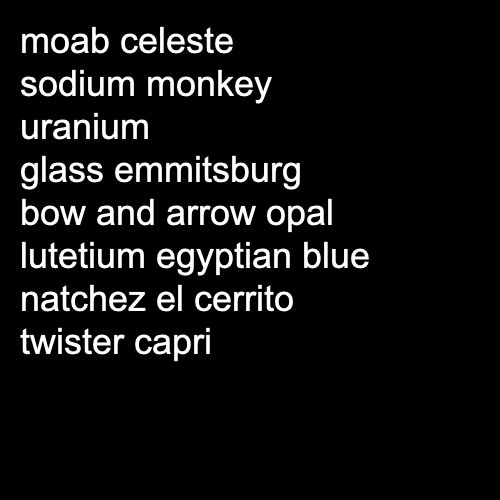 moab celeste
sodium monkey
uranium
glass emmitsburg
bow and arrow opal
lutetium egyptian blue
natchez el cerrito
twister capri